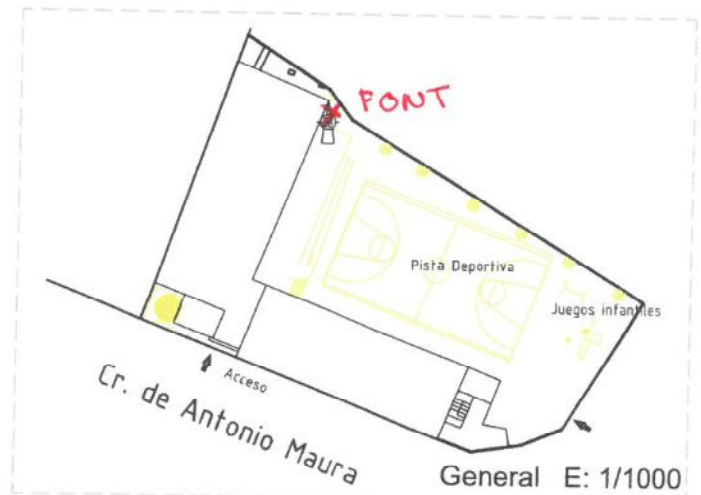 FONT
Pista Deportiva
Juegos infantiles
Acceso
Cr. de Antonio Maura
General E: 1/1000